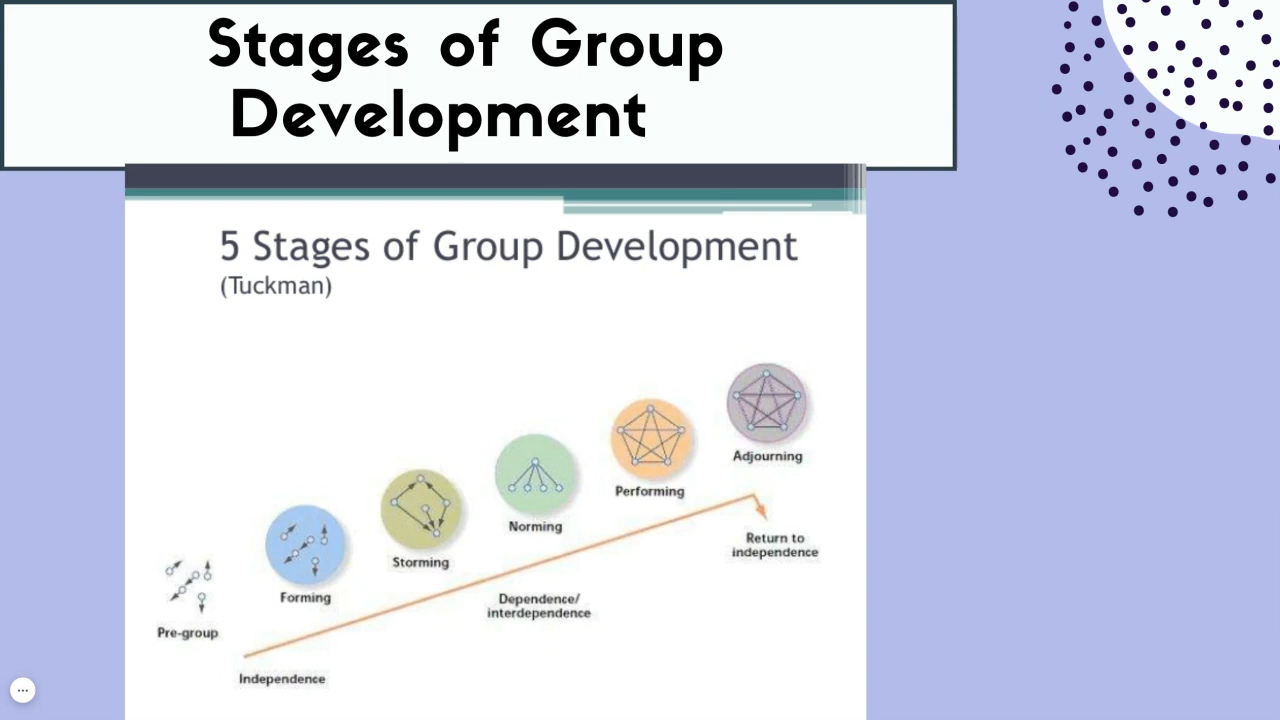 Stages of Group
Development
5 Stages of Group Development
(Tuckman)
Adjourning
Performing
Norming
Storming
Forming
Pre-group
Return to
independence
Dependence/
interdependence
Independence